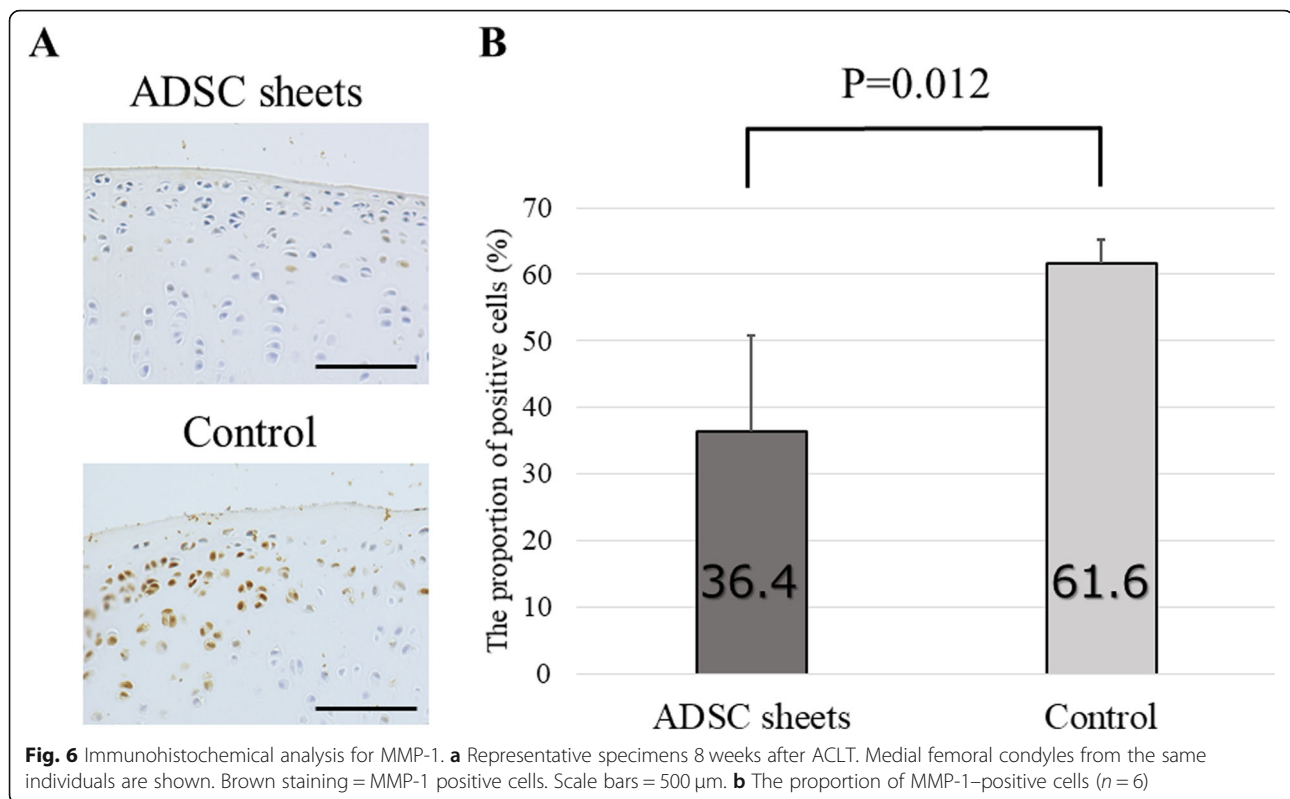 A
ADSC sheets
Control
B
P=0.012
The proportion of positive cells (%)
70
60
50
40
30
20
10
0
36.4
61.6
ADSC sheets
Control
Fig. 6 Immunohistochemical analysis for MMP-1. a Representative specimens 8 weeks after ACLT. Medial femoral condyles from the same
individuals are shown. Brown staining = MMP-1 positive cells. Scale bars = 500 μm. b The proportion of MMP-1–positive cells (n = 6)